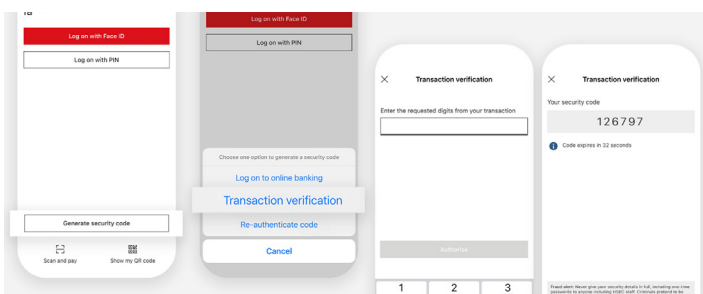 Log on with Face ID
Log on with PIN
Generate security code
Scan and pay
Show my QR code
Log on with Face ID
Log on with PIN
Choose one option to generate a security code
Log on to online banking
Transaction verification
Re-authenticate code
Cancel
Transaction verification
Enter the requested digits from your transaction
Authorise
1 2 3
Transaction verification
Your security code
126797
Code expires in 32 seconds
Fraud alert: Never give your security details in full, including one-time
passwords to anyone including HSBC staff. Criminals pretend to be